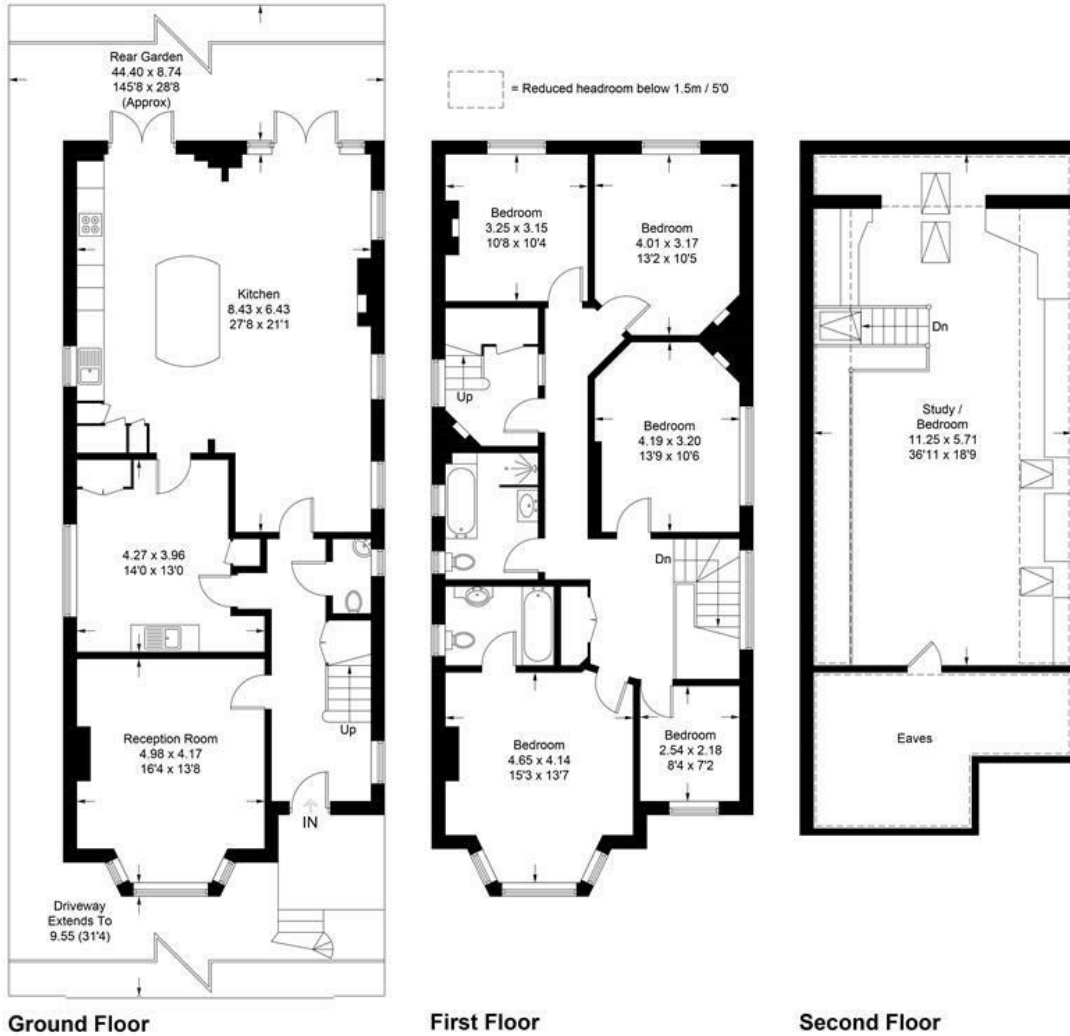 Rear Garden
44.40 x 8.74
145'8 x 28'8
(Approx)
Kitchen
8.43 x 6.43
27'8 x 21'1
4.27 x 3.96
14'0 x 13'0
Reception Room
4.98 x 4.17
16'4 x 13'8
Up
IN
Driveway
Extends To
9.55 (31'4)
Ground Floor
= Reduced headroom below 1.5m / 5'0
Bedroom
3.25 x 3.15
10'8 x 10'4
Bedroom
4.01 x 3.17
13'2 x 10'5
Up
Bedroom
4.19 x 3.20
13'9 x 10'6
Dn
Bedroom
4.65 x 4.14
15'3 x 13'7
Bedroom
2.54 x 2.18
8'4 x 7'2
First Floor
Dn
Study /
Bedroom
11.25 x 5.71
36'11 x 18'9
Eaves
Second Floor